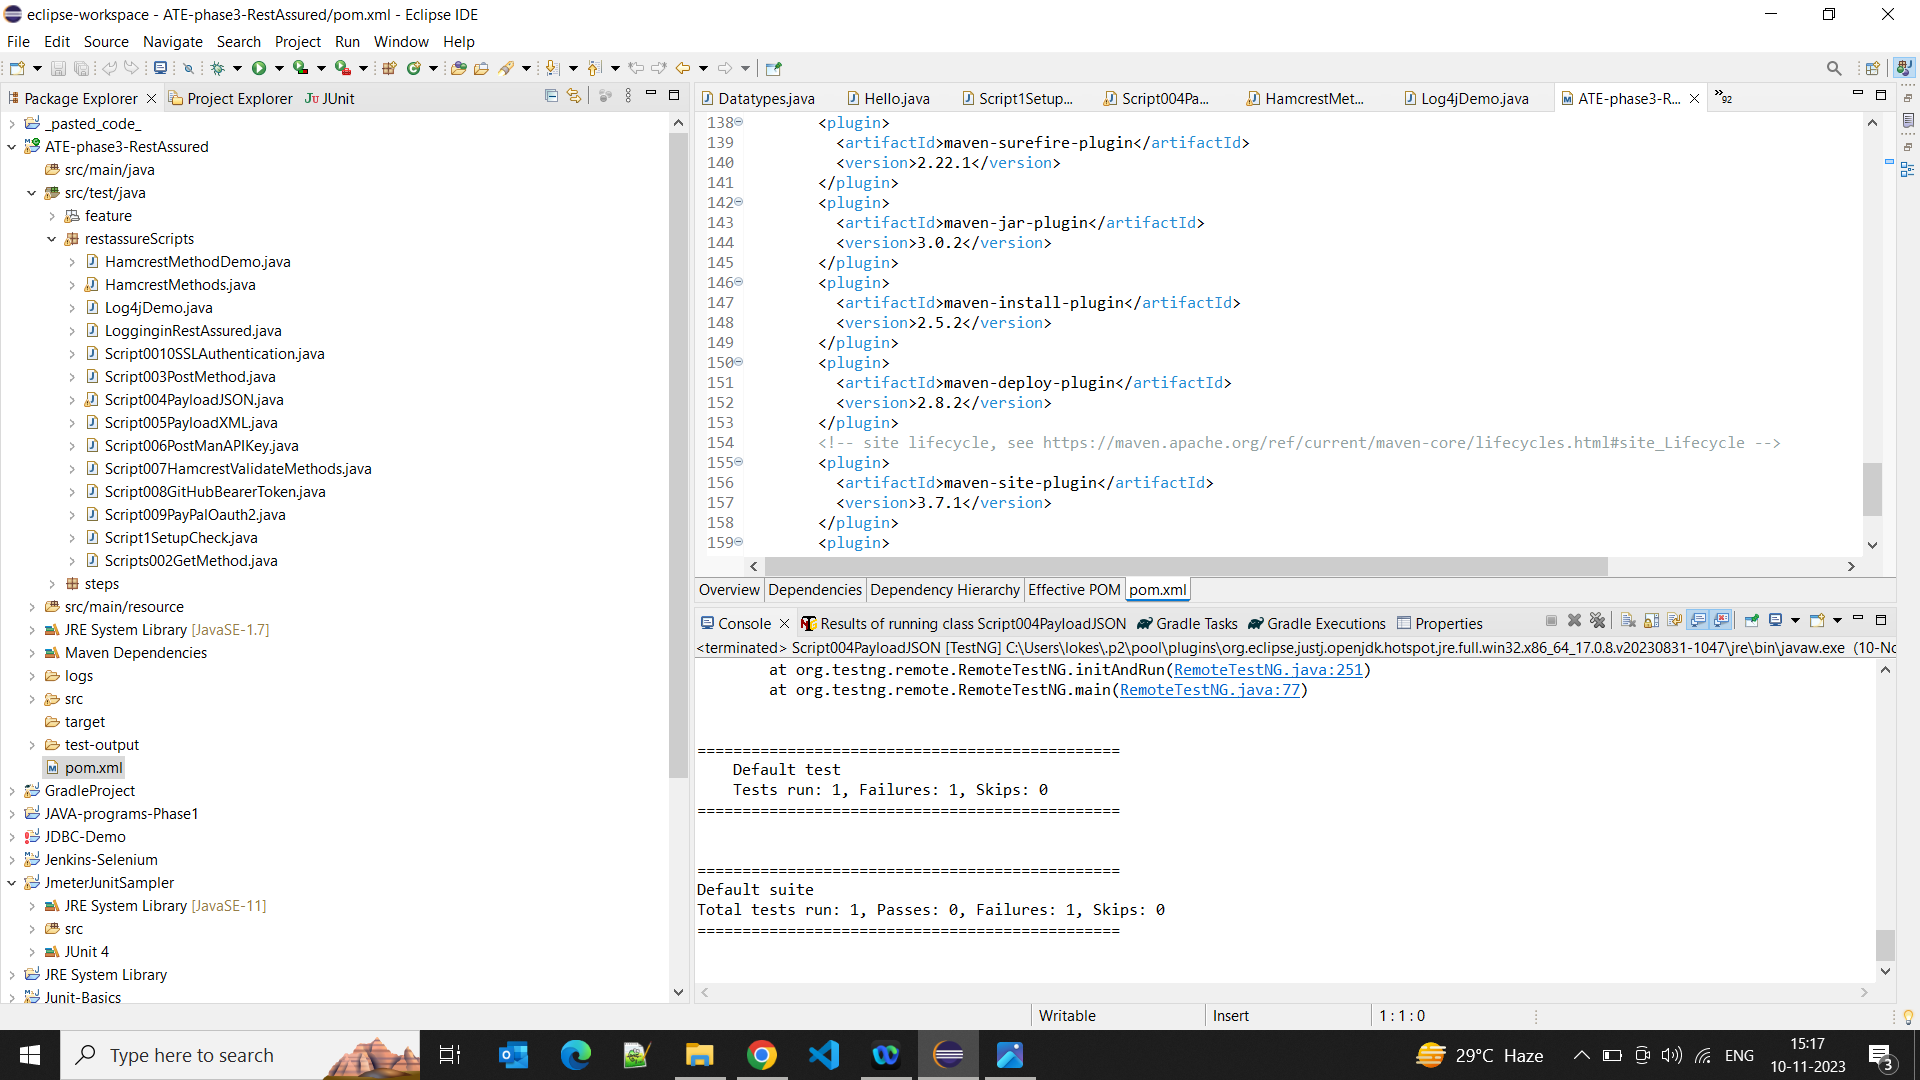 eclipse-workspace - ATE-phase3-RestAssured/pom.xml - Eclipse IDE
File Edit Source Navigate Search Project Run Window Help
Package Explorer
Project Explorer
JUnit
_pasted_code_
ATE-phase3-RestAssured
src/main/java
src/test/java
feature
restassureScripts
HamcrestMethodDemo.java
HamcrestMethods.java
Log4jDemo.java
LogginginRestAssured.java
Script0010SSLAuthentication.java
Script003PostMethod.java
Script004PayloadJSON.java
Script005PayloadXML.java
Script006PostManAPIKey.java
Script007HamcrestValidateMethods.java
Script008GitHubBearerToken.java
Script009PayPalOauth2.java
Script1SetupCheck.java
Scripts002GetMethod.java
steps
src/main/resource
JRE System Library [JavaSE-1.7]
Maven Dependencies
logs
src
target
test-output
pom.xml
GradleProject
JAVA-programs-Phase1
JDBC-Demo
Jenkins-Selenium
JmeterJunitSampler
JRE System Library [JavaSE-11]
src
JUnit 4
JRE System Library
Junit-Basics
Datatypes.java Hello.java Script1Setup... Script004Pa... HamcrestMet... Log4jDemo.java ATE-phase3-R... »92
138 <plugin>
139 <artifactId>maven-surefire-plugin</artifactId>
140 <version>2.22.1</version>
141 </plugin>
142 <plugin>
143 <artifactId>maven-jar-plugin</artifactId>
144 <version>3.0.2</version>
145 </plugin>
146 <plugin>
147 <artifactId>maven-install-plugin</artifactId>
148 <version>2.5.2</version>
149 </plugin>
150 <plugin>
151 <artifactId>maven-deploy-plugin</artifactId>
152 <version>2.8.2</version>
153 </plugin>
154 <!-- site lifecycle, see https://maven.apache.org/ref/current/maven-core/lifecycles.html#site_Lifecycle -->
155 <plugin>
156 <artifactId>maven-site-plugin</artifactId>
157 <version>3.7.1</version>
158 </plugin>
159 <plugin>
Overview Dependencies Dependency Hierarchy Effective POM pom.xml
Console Results of running class Script004PayloadJSON Gradle Tasks Gradle Executions Properties
<terminated> Script004PayloadJSON [TestNG] C:\Users\lokes\.p2\pool\plugins\org.eclipse.justj.openjdk.hotspot.jre.full.win32.x86_64_17.0.8.v20230831-1047\jre\bin\javaw.exe (10-No
at org.testng.remote.RemoteTestNG.initAndRun(RemoteTestNG.java:251)
at org.testng.remote.RemoteTestNG.main(RemoteTestNG.java:77)
===============================================
Default test
Tests run: 1, Failures: 1, Skips: 0
===============================================
===============================================
Default suite
Total tests run: 1, Passes: 0, Failures: 1, Skips: 0
===============================================
Writable Insert 1 : 1 : 0
Type here to search
29°C Haze
ENG
15:17
10-11-2023
3